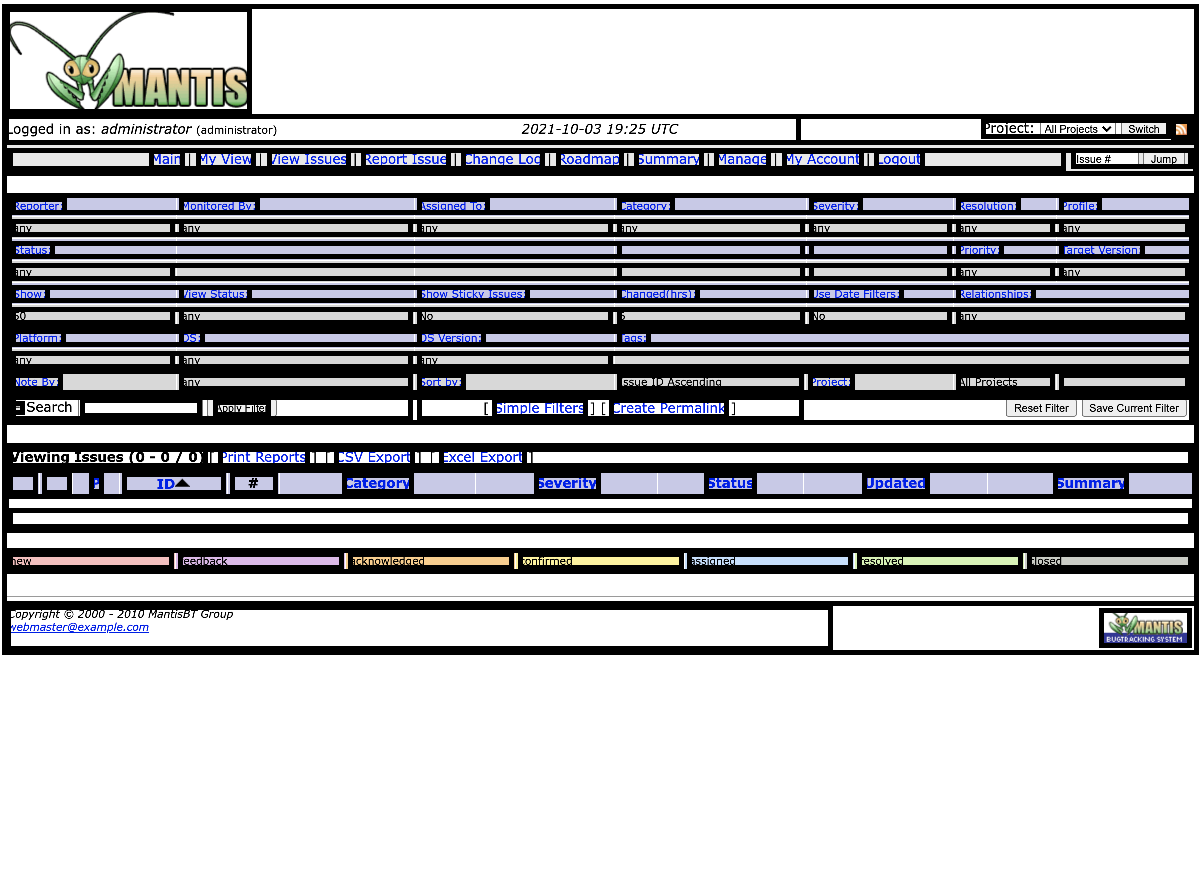 MANTIS
Logged in as: administrator (administrator) 2021-10-03 19:25 UTC Project: All Projects Switch
Main | My View | View Issues | Report Issue | Change Log | Roadmap | Summary | Manage | My Account | Logout Issue # Jump
Reporter: Monitored By: Assigned To: Category: Severity: Resolution: Profile:
any any any any any any any
Status: Priority: Target Version:
any any any
Show: View Status: Show Sticky Issues: Changed(hrs): Use Date Filters: Relationships:
50 any No 6 No any
Platform: OS: OS Version: Tags:
any any any
Note By: any Sort by: Issue ID Ascending Project: All Projects
Search Apply Filter [ Simple Filters ] [ Create Permalink ] Reset Filter Save Current Filter
Viewing Issues (0 - 0 / 0) [ Print Reports ] [ CSV Export ] [ Excel Export ]
P ID # Category Severity Status Updated Summary
new feedback acknowledged confirmed assigned resolved closed
Copyright © 2000 - 2010 MantisBT Group
webmaster@example.com
MANTIS
BUGTRACKING SYSTEM